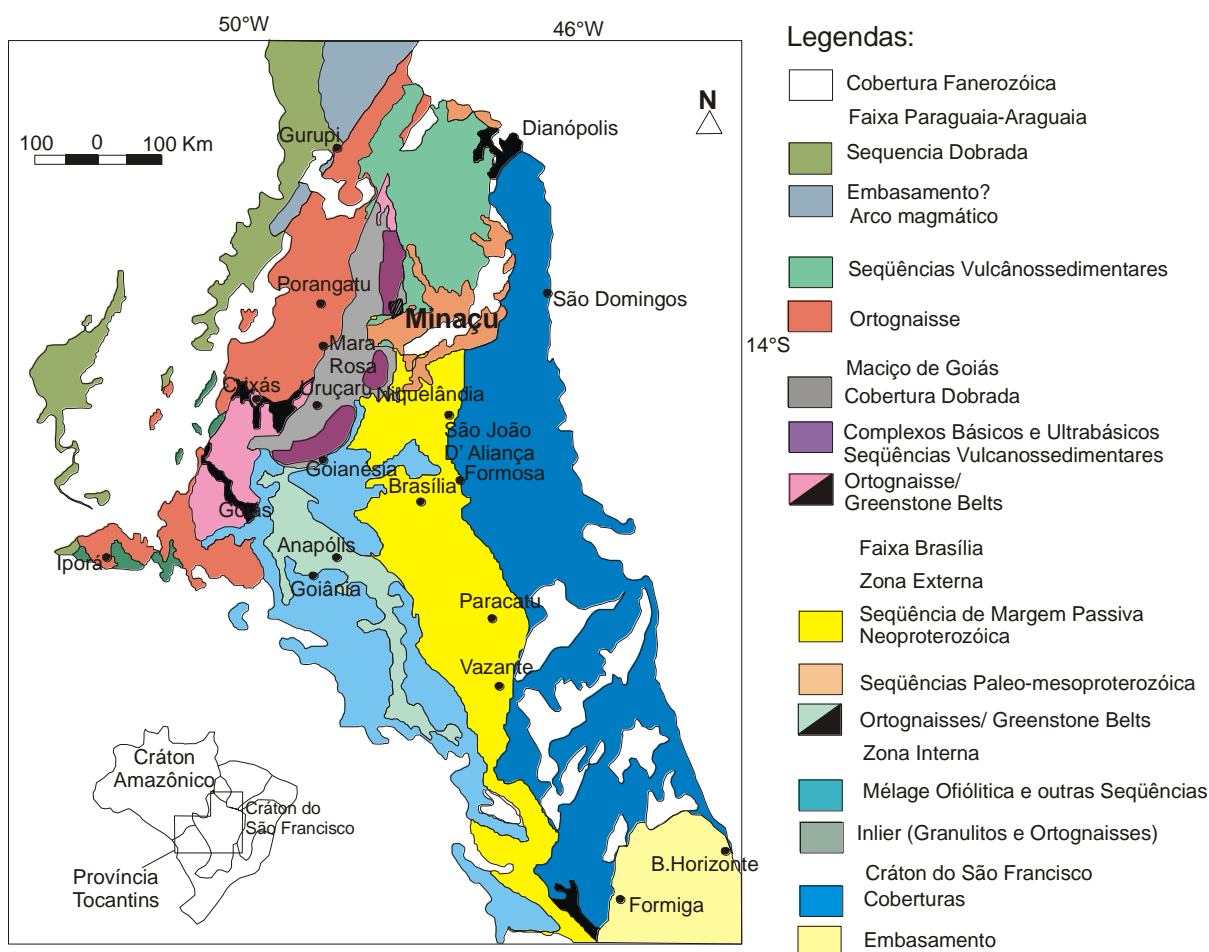 50°W
46°W
N
100 0 100 Km
Gurupi
Dianópolis
Porangatu
São Domingos
Minaçu
14°S
Mara
Rosa
Crixás
Uruçaru
Niquelândia
São João
D' Aliança
Goianésia
Formosa
Brasília
Goiás
Anapólis
Iporá
Goiânia
Paracatu
Vazante
B.Horizonte
Formiga
Cráton
Amazônico
Cráton do
São Francisco
Província
Tocantins
Legendas:
Cobertura Fanerozóica
Faixa Paraguaia-Araguaia
Sequencia Dobrada
Embasamento?
Arco magmático
Seqüências Vulcânossedimentares
Ortognaisse
Maciço de Goiás
Cobertura Dobrada
Complexos Básicos e Ultrabásicos
Seqüências Vulcanossedimentares
Ortognaisse/
Greenstone Belts
Faixa Brasília
Zona Externa
Seqüência de Margem Passiva
Neoproterozóica
Seqüências Paleo-mesoproterozóica
Ortognaisses/ Greenstone Belts
Zona Interna
Mélage Ofiólitica e outras Seqüências
Inlier (Granulitos e Ortognaisses)
Cráton do São Francisco
Coberturas
Embasamento